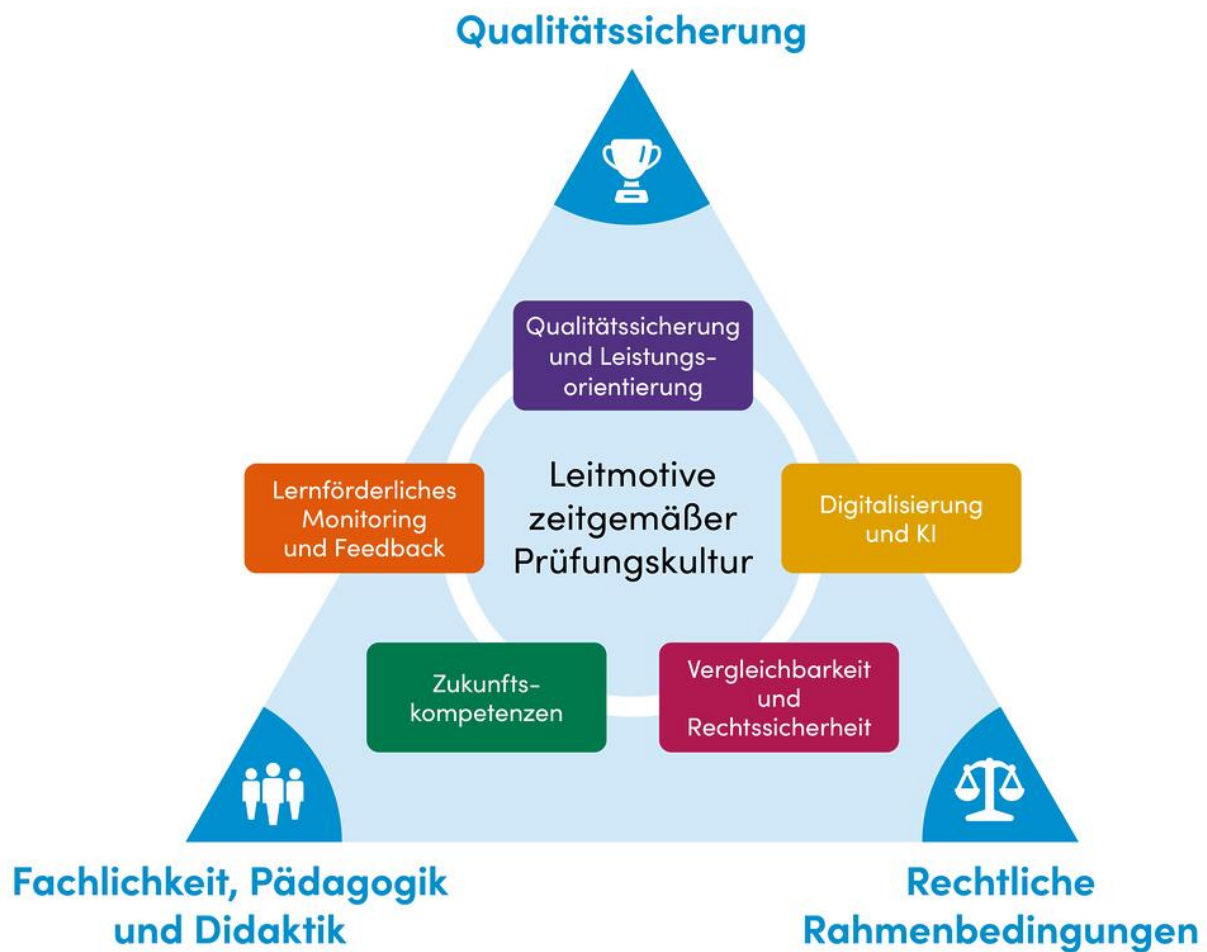 Qualitätssicherung
Qualitätssicherung
und Leistungs-
orientierung
Lernförderliches
Monitoring
und Feedback
Leitmotive
zeitgemäßer
Prüfungskultur
Digitalisierung
und KI
Zukunfts-
kompetenzen
Vergleichbarkeit
und
Rechtssicherheit
Fachlichkeit, Pädagogik
und Didaktik
Rechtliche
Rahmenbedingungen